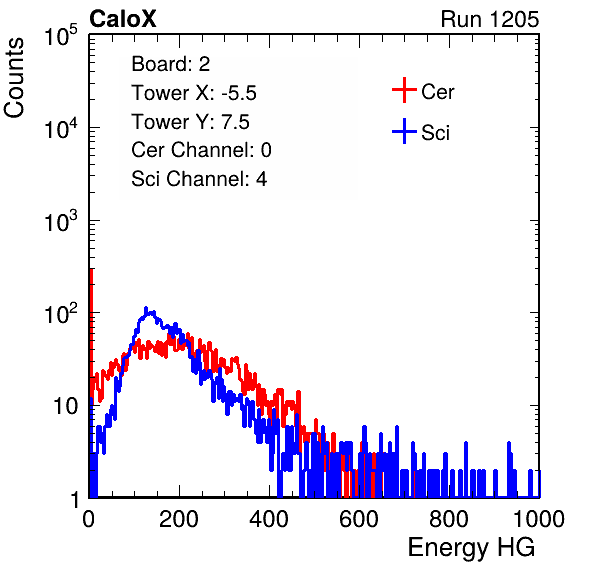 CaloX Run 1205
Counts
Board: 2
Tower X: -5.5
Tower Y: 7.5
Cer Channel: 0
Sci Channel: 4
Cer
Sci
10^5
10^4
10^3
10^2
10
1
0 200 400 600 800 1000
Energy HG